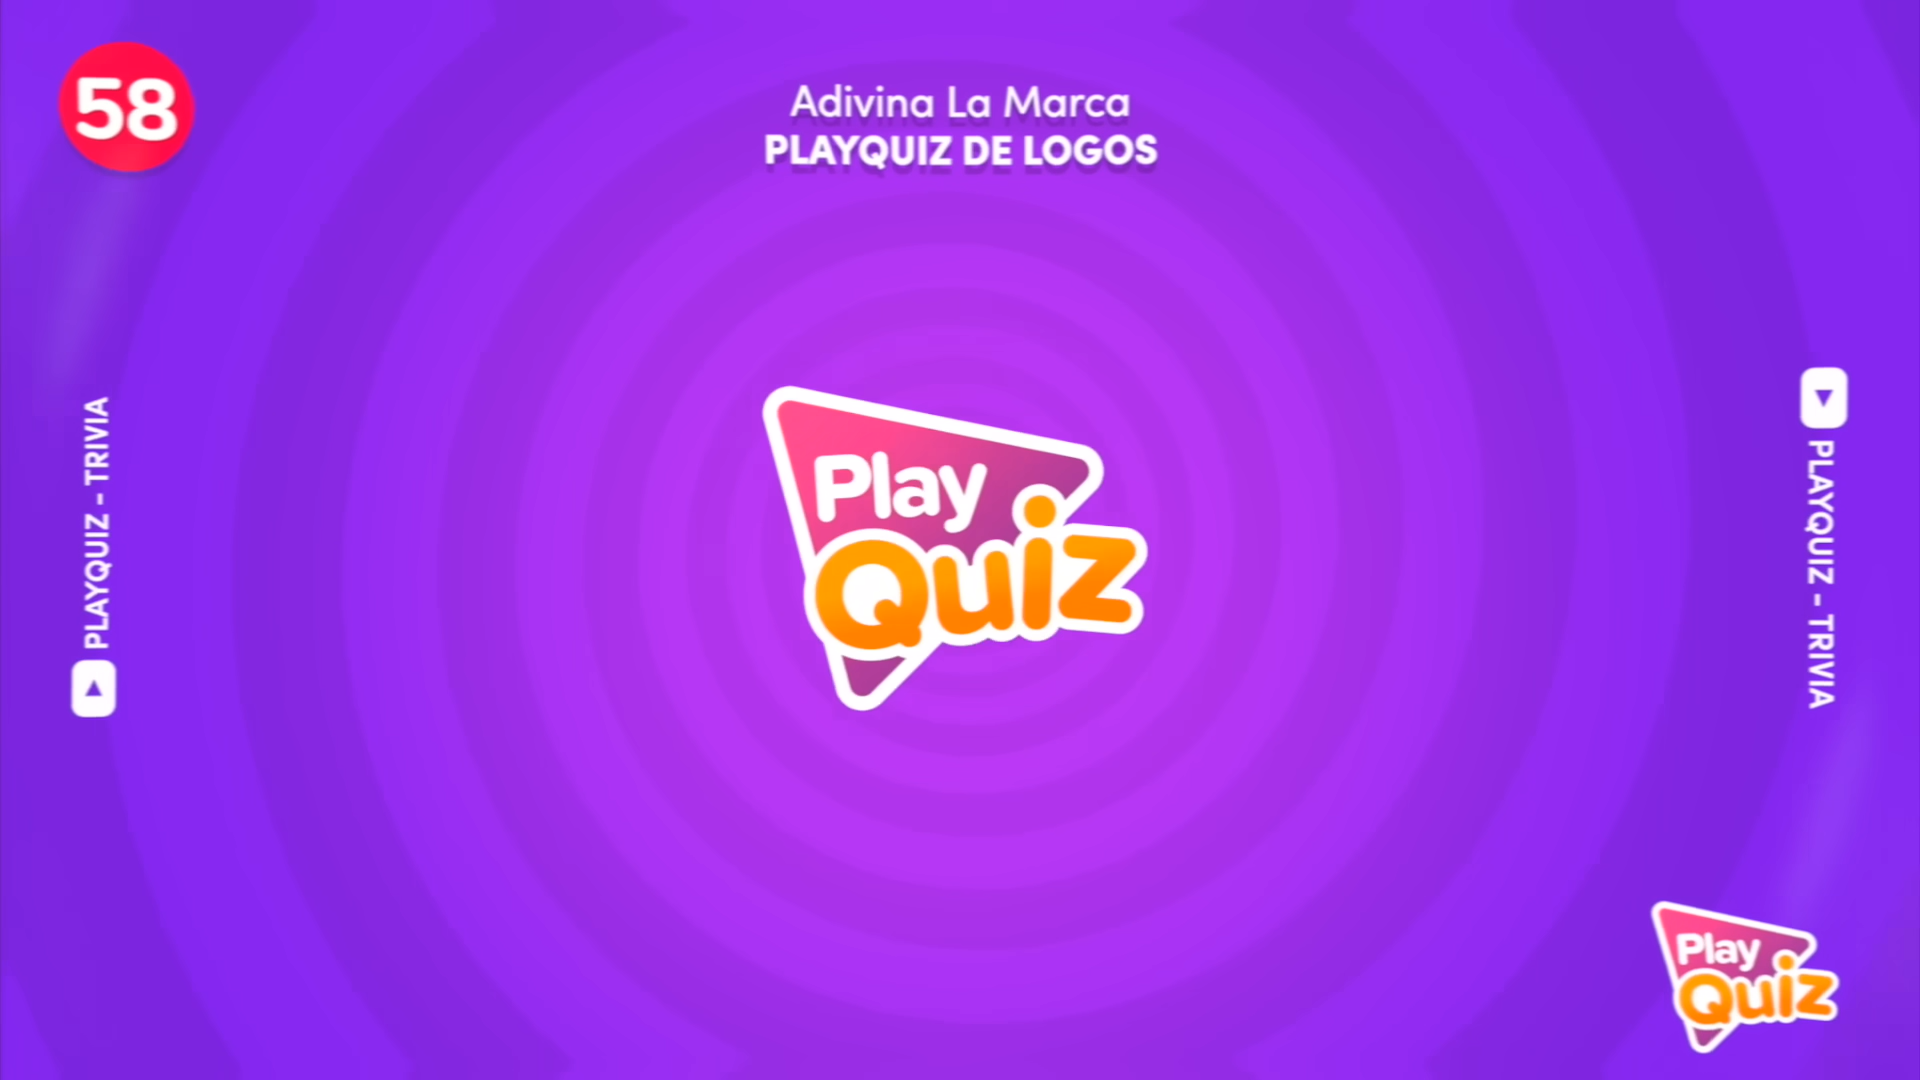 58
Adivina La Marca
PLAYQUIZ DE LOGOS
PLAYQUIZ - TRIVIA
Play
Quiz
PLAYQUIZ - TRIVIA
Play
Quiz